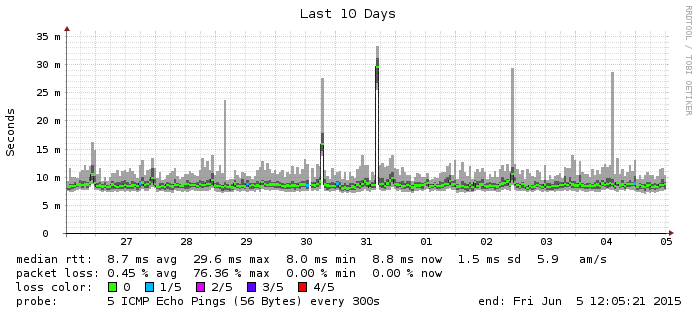 Last 10 Days
RRDTOOL / TOBI OETIKER
Seconds
35 m
30 m
25 m
20 m
15 m
10 m
5 m
0
27 28 29 30 31 01 02 03 04 05
median rtt: 8.7 ms avg 29.6 ms max 8.0 ms min 8.8 ms now 1.5 ms sd 5.9 am/s
packet loss: 0.45 % avg 76.36 % max 0.00 % min 0.00 % now
loss color: 0 1/5 2/5 3/5 4/5
probe: 5 ICMP Echo Pings (56 Bytes) every 300s end: Fri Jun 5 12:05:21 2015